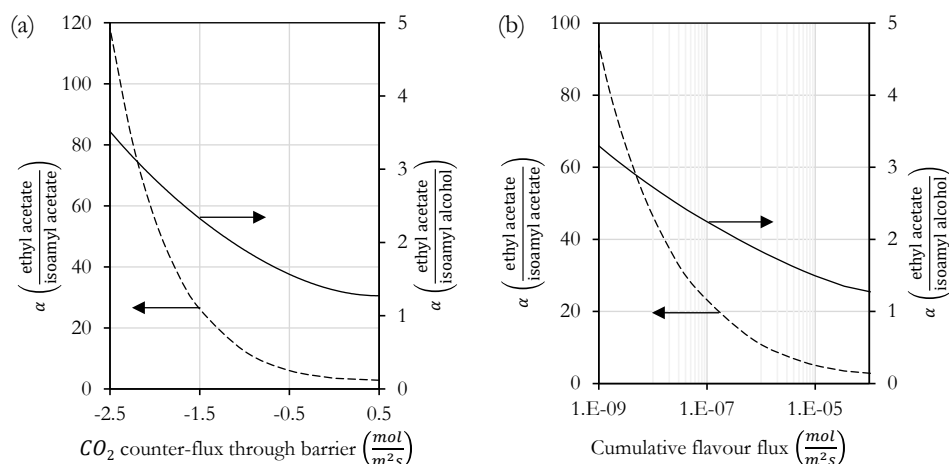 (a)
120
100
80
60
40
20
0
5
4
3
2
1
0
-2.5 -1.5 -0.5 0.5
α (ethyl acetate / isoamyl acetate)
α (ethyl acetate / isoamyl alcohol)
CO₂ counter-flux through barrier (mol / m²s)
(b)
100
80
60
40
20
0
5
4
3
2
1
0
1.E-09 1.E-07 1.E-05
α (ethyl acetate / isoamyl acetate)
α (ethyl acetate / isoamyl alcohol)
Cumulative flavour flux (mol / m²s)